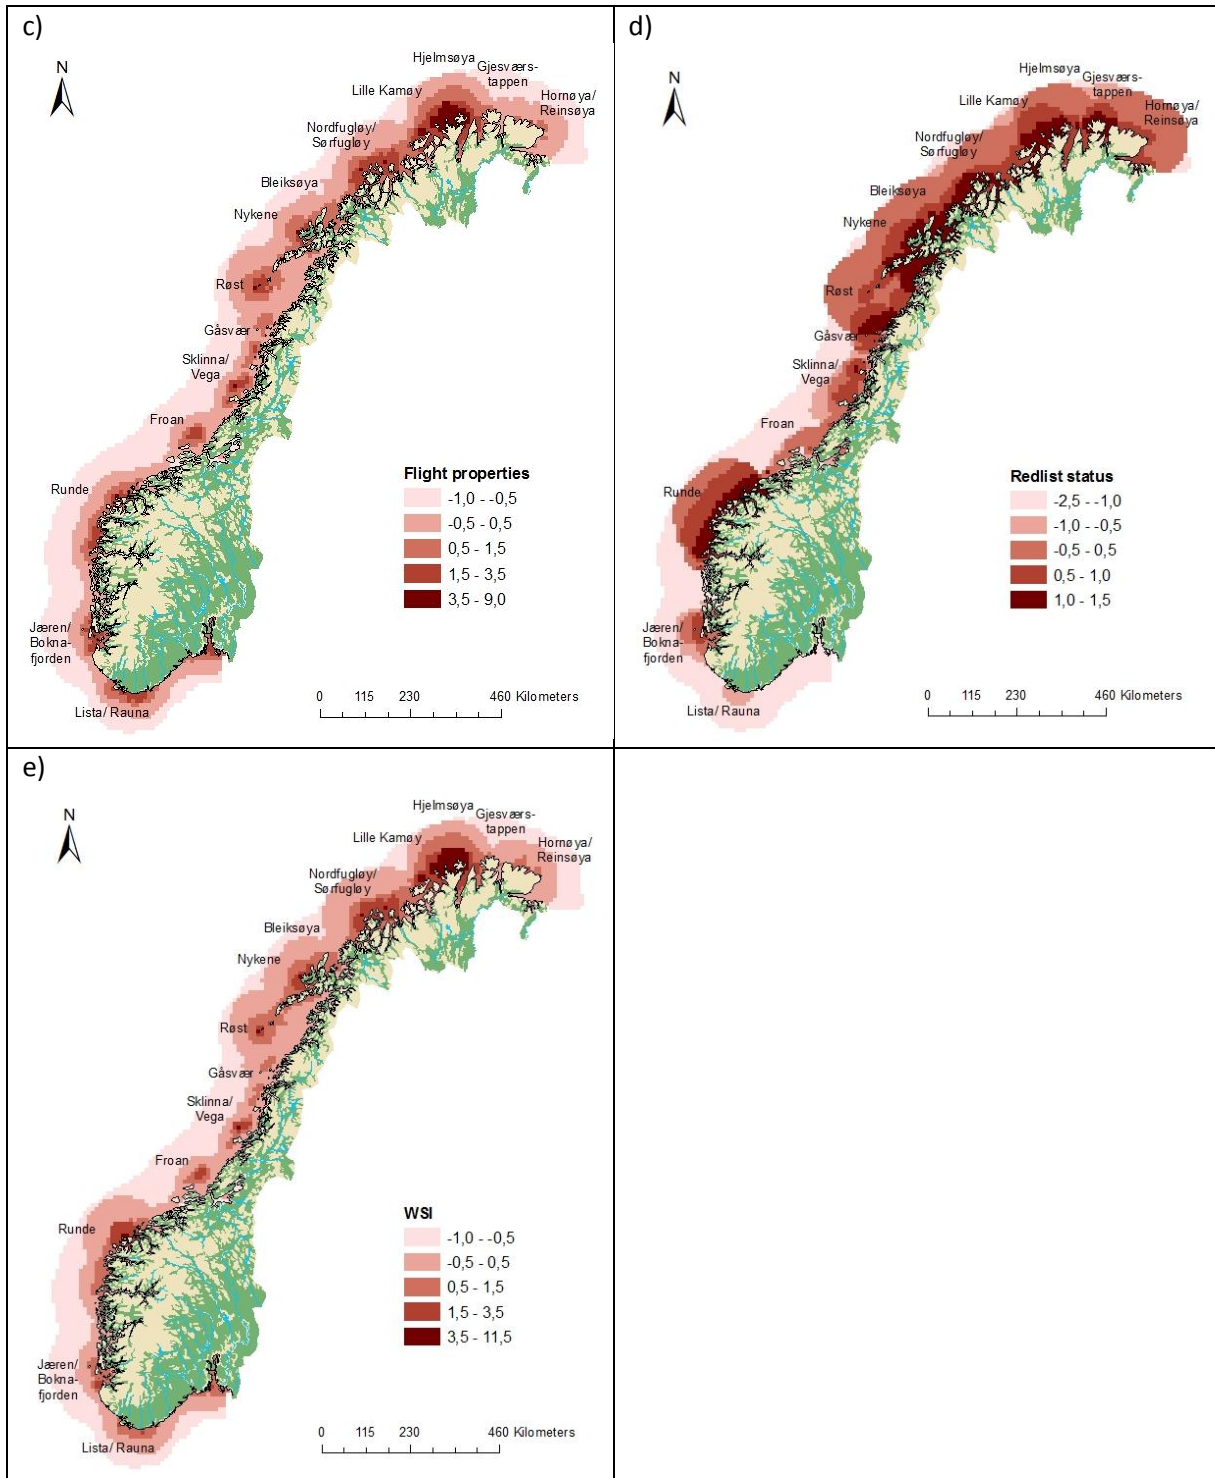 c)
N
Hjelmsøya
Gjesværs-
tappen
Lille Kamøy
Hornøya/
Reinsøya
Nordfugløy/
Sørfugløy
Bleiksøya
Nykene
Røst
Gåsvær
Sklinna/
Vega
Froan
Runde
Jæren/
Bokna-
fjorden
Lista/ Rauna
Flight properties
-1,0 - -0,5
-0,5 - 0,5
0,5 - 1,5
1,5 - 3,5
3,5 - 9,0
0 115 230 460 Kilometers
d)
N
Hjelmsøya
Gjesværs-
tappen
Lille Kamøy
Hornøya/
Reinsøya
Nordfugløy/
Sørfugløy
Bleiksøya
Nykene
Røst
Gåsvær
Sklinna/
Vega
Froan
Runde
Jæren/
Bokna-
fjorden
Lista/ Rauna
Redlist status
-2,5 - -1,0
-1,0 - -0,5
-0,5 - 0,5
0,5 - 1,0
1,0 - 1,5
0 115 230 460 Kilometers
e)
N
Hjelmsøya
Gjesværs-
tappen
Lille Kamøy
Hornøya/
Reinsøya
Nordfugløy/
Sørfugløy
Bleiksøya
Nykene
Røst
Gåsvær
Sklinna/
Vega
Froan
Runde
Jæren/
Bokna-
fjorden
Lista/ Rauna
WSI
-1,0 - -0,5
-0,5 - 0,5
0,5 - 1,5
1,5 - 3,5
3,5 - 11,5
0 115 230 460 Kilometers